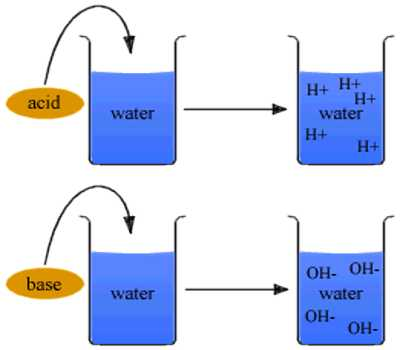 acid
water
H+
H+
H+
water
H+
H+
base
water
OH-
OH-
water
OH-
OH-